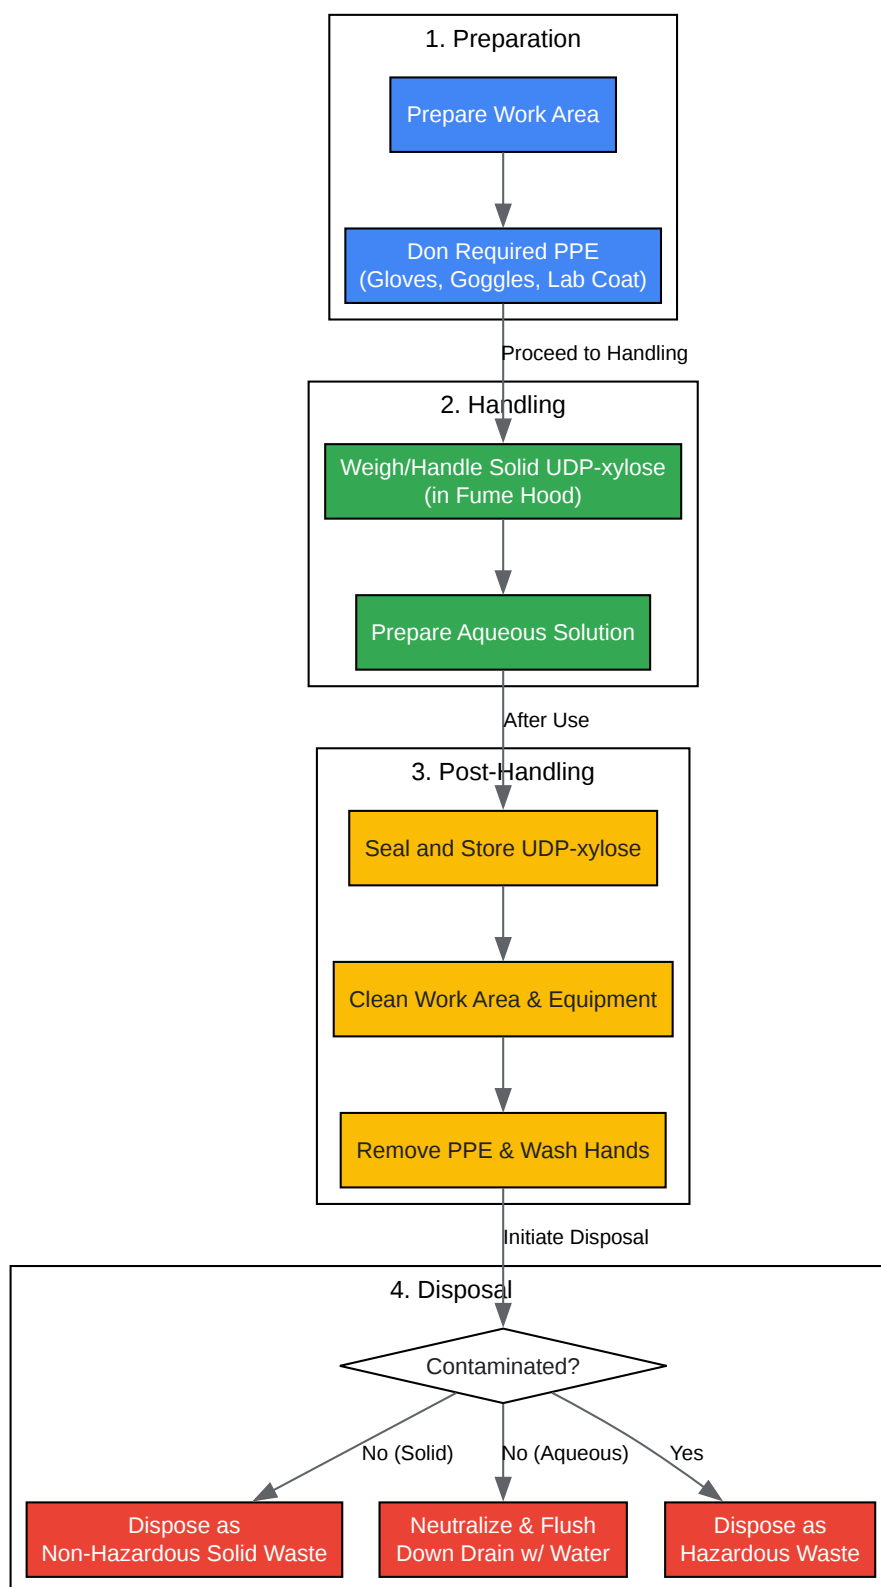 1. Preparation
Prepare Work Area
Don Required PPE
(Gloves, Goggles, Lab Coat)
Proceed to Handling
2. Handling
Weigh/Handle Solid UDP-xylose
(in Fume Hood)
Prepare Aqueous Solution
After Use
3. Post-Handling
Seal and Store UDP-xylose
Clean Work Area & Equipment
Remove PPE & Wash Hands
Initiate Disposal
4. Disposal
Contaminated?
No (Solid)
No (Aqueous)
Yes
Dispose as
Non-Hazardous Solid Waste
Neutralize & Flush
Down Drain w/ Water
Dispose as
Hazardous Waste